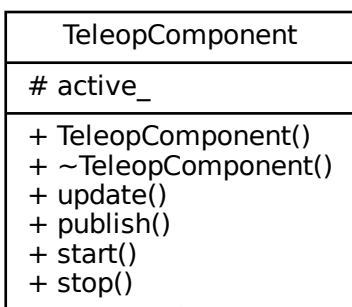 TeleopComponent
# active_
+ TeleopComponent()
+ ~TeleopComponent()
+ update()
+ publish()
+ start()
+ stop()